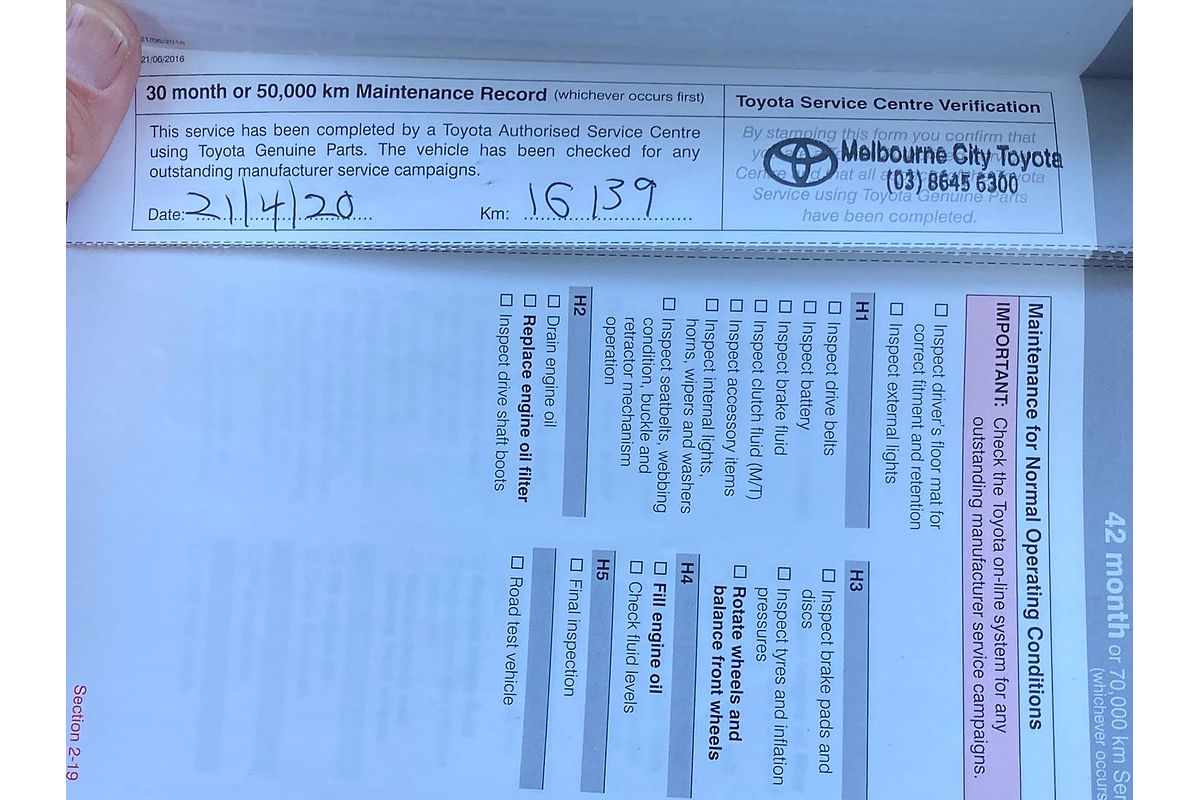 21/06/2016
21/06/2016
30 month or 50,000 km Maintenance Record (whichever occurs first)
This service has been completed by a Toyota Authorised Service Centre
using Toyota Genuine Parts. The vehicle has been checked for any
outstanding manufacturer service campaigns.
Date: 21/4/20 Km: 16139
Toyota Service Centre Verification
By stamping this form you confirm that
Melbourne City Toyota
(03) 8645 6300
Service using Toyota Genuine Parts
have been completed.
42 month or 70,000 km Ser
(whichever occurs
Maintenance for Normal Operating Conditions
IMPORTANT: Check the Toyota on-line system for any
outstanding manufacturer service campaigns.
☐ Inspect driver's floor mat for
correct fitment and retention
☐ Inspect external lights
H1
☐ Inspect drive belts
☐ Inspect battery
☐ Inspect brake fluid
☐ Inspect clutch fluid (M/T)
☐ Inspect accessory items
☐ Inspect internal lights,
horns, wipers and washers
☐ Inspect seatbelts, webbing
condition, buckle and
retractor mechanism
operation
H2
☐ Drain engine oil
☐ Replace engine oil filter
☐ Inspect drive shaft boots
H3
☐ Inspect brake pads and
discs
☐ Inspect tyres and inflation
pressures
☐ Rotate wheels and
balance front wheels
H4
☐ Fill engine oil
☐ Check fluid levels
H5
☐ Final inspection
☐ Road test vehicle
Section 2-19